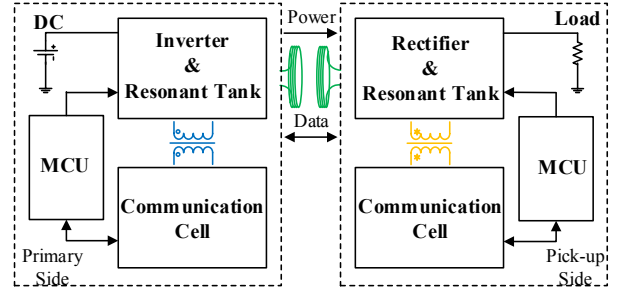 DC
Inverter
&
Resonant Tank
MCU
Communication
Cell
Primary
Side
Power
Data
Rectifier
&
Resonant Tank
Load
MCU
Communication
Cell
Pick-up
Side